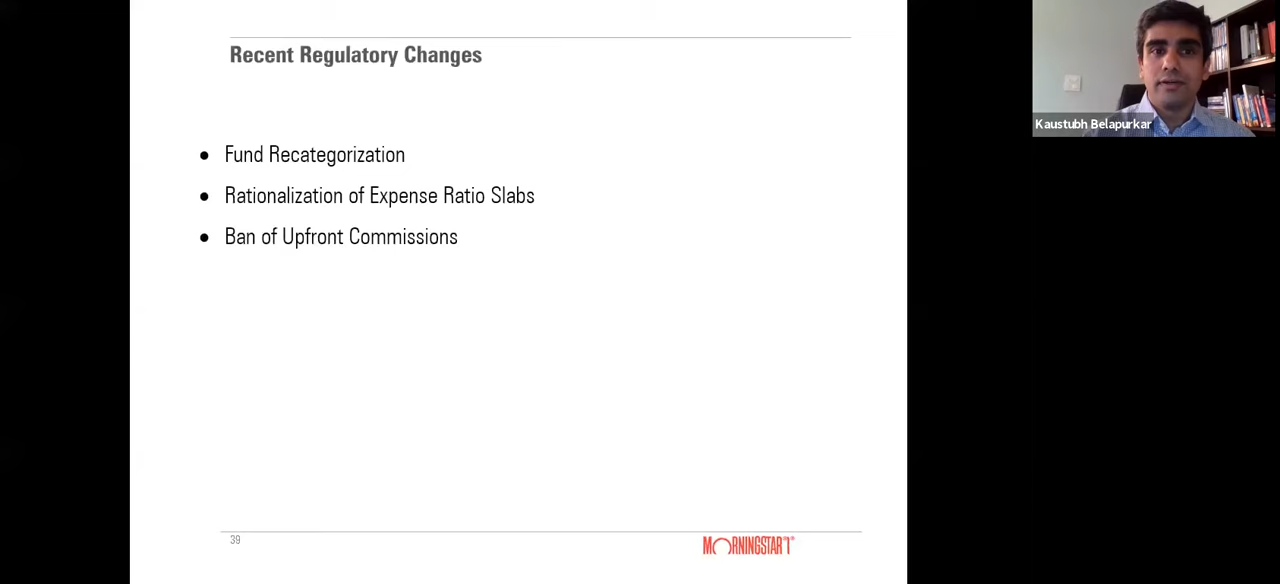 Recent Regulatory Changes
Kaustubh Belapurkar
• Fund Recategorization
• Rationalization of Expense Ratio Slabs
• Ban of Upfront Commissions
39
MORNINGSTAR®